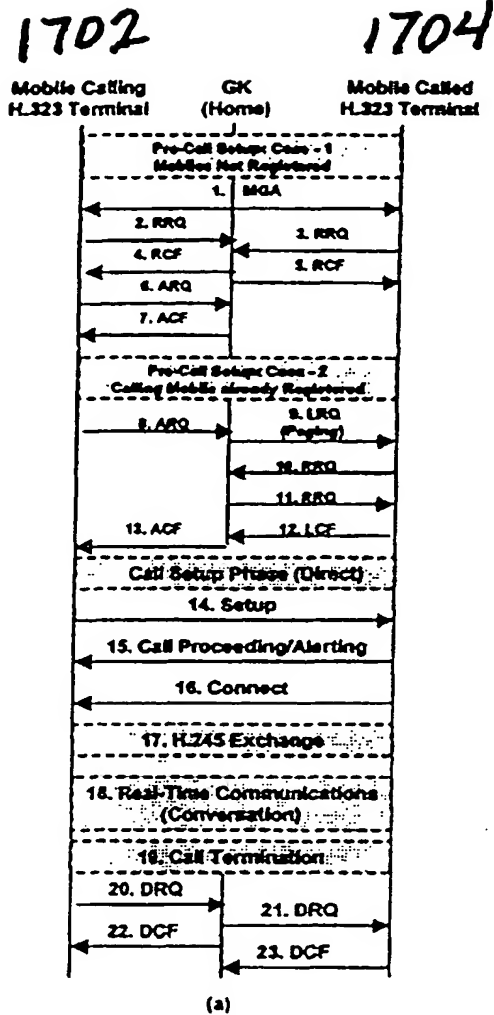 1702 1704
Mobile Calling GK Mobile Called
H.323 Terminal (Home) H.323 Terminal
Pre-Call Setup: Case - 1
Mobiles Not Registered
1. MGA
2. RRQ
3. RRQ
4. RCF
5. RCF
6. ARQ
7. ACF
Pre-Call Setup: Case - 2
Calling Mobile already Registered
8. ARQ
9. LRQ
(Paging)
10. RRQ
11. RRQ
12. LCF
13. ACF
Call Setup Phase (Direct)
14. Setup
15. Call Proceeding/Alerting
16. Connect
17. H.245 Exchange
18. Real-Time Communications
(Conversation)
19. Call Termination
20. DRQ
21. DRQ
22. DCF
23. DCF
(a)